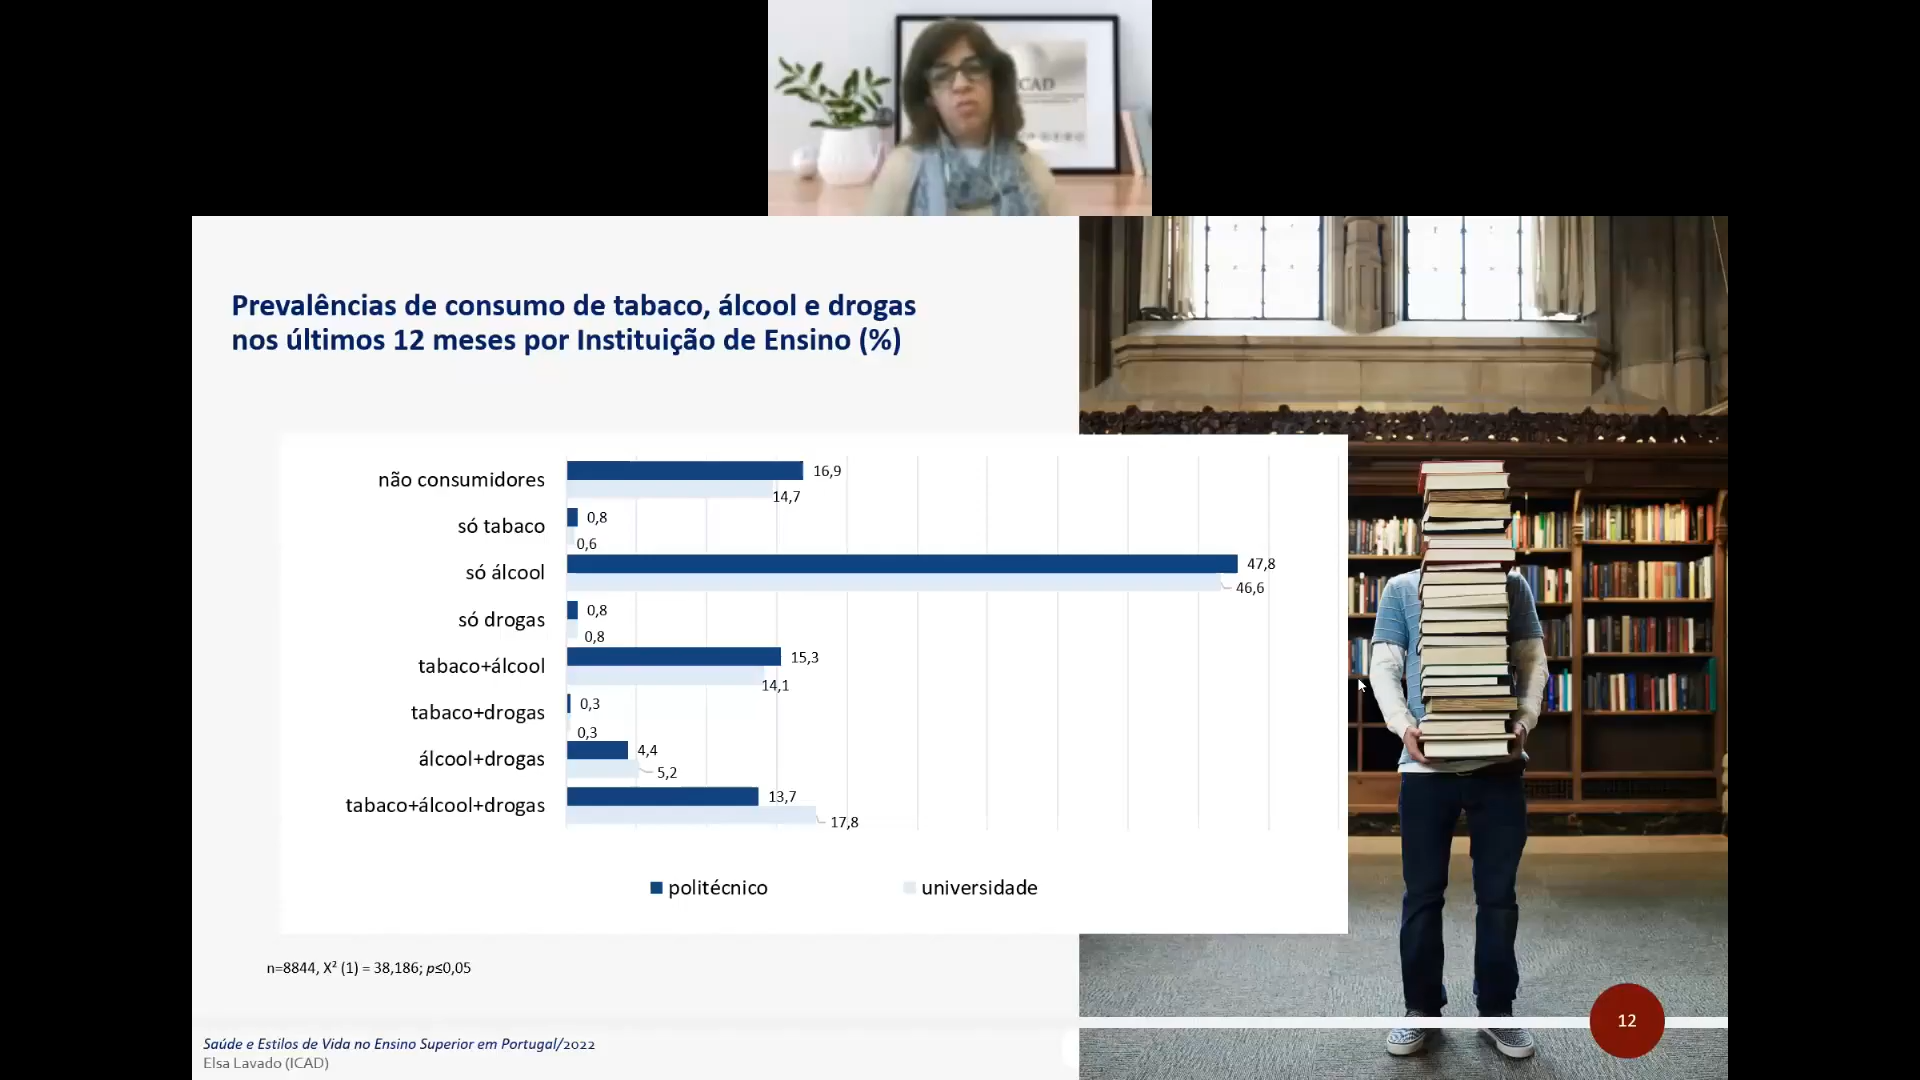 CAD
Prevalências de consumo de tabaco, álcool e drogas
nos últimos 12 meses por Instituição de Ensino (%)
não consumidores
16,9
14,7
só tabaco
0,8
0,6
só álcool
47,8
46,6
só drogas
0,8
0,8
tabaco+álcool
15,3
14,1
tabaco+drogas
0,3
0,3
álcool+drogas
4,4
5,2
tabaco+álcool+drogas
13,7
17,8
politécnico universidade
n=8844, X² (1) = 38,186; p≤0,05
Saúde e Estilos de Vida no Ensino Superior em Portugal/2022
Elsa Lavado (ICAD)
12